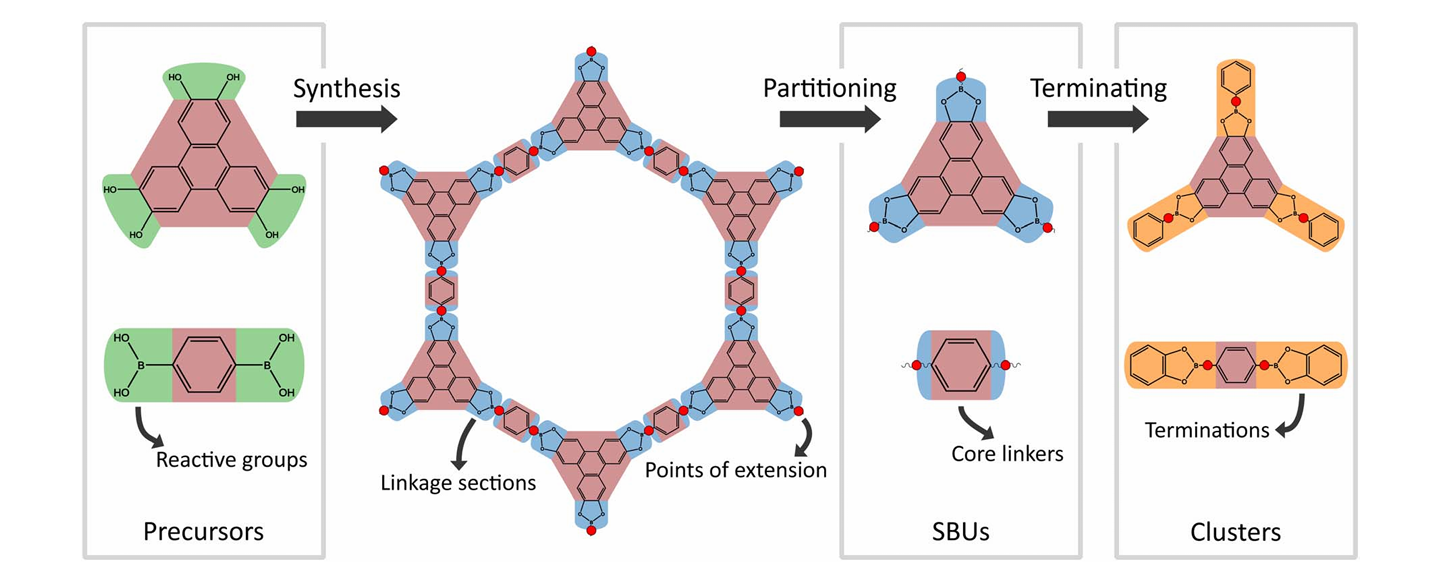 Synthesis
Partitioning
Terminating
HO
OH
HO
OH
HO
OH
B
O
O
B
O
O
B
O
O
B
O
O
HO
HO
B
B
OH
OH
B
O
O
B
O
O
B
O
O
B
B
O
O
O
O
Reactive groups
Linkage sections
Points of extension
Core linkers
Terminations
Precursors
SBUs
Clusters